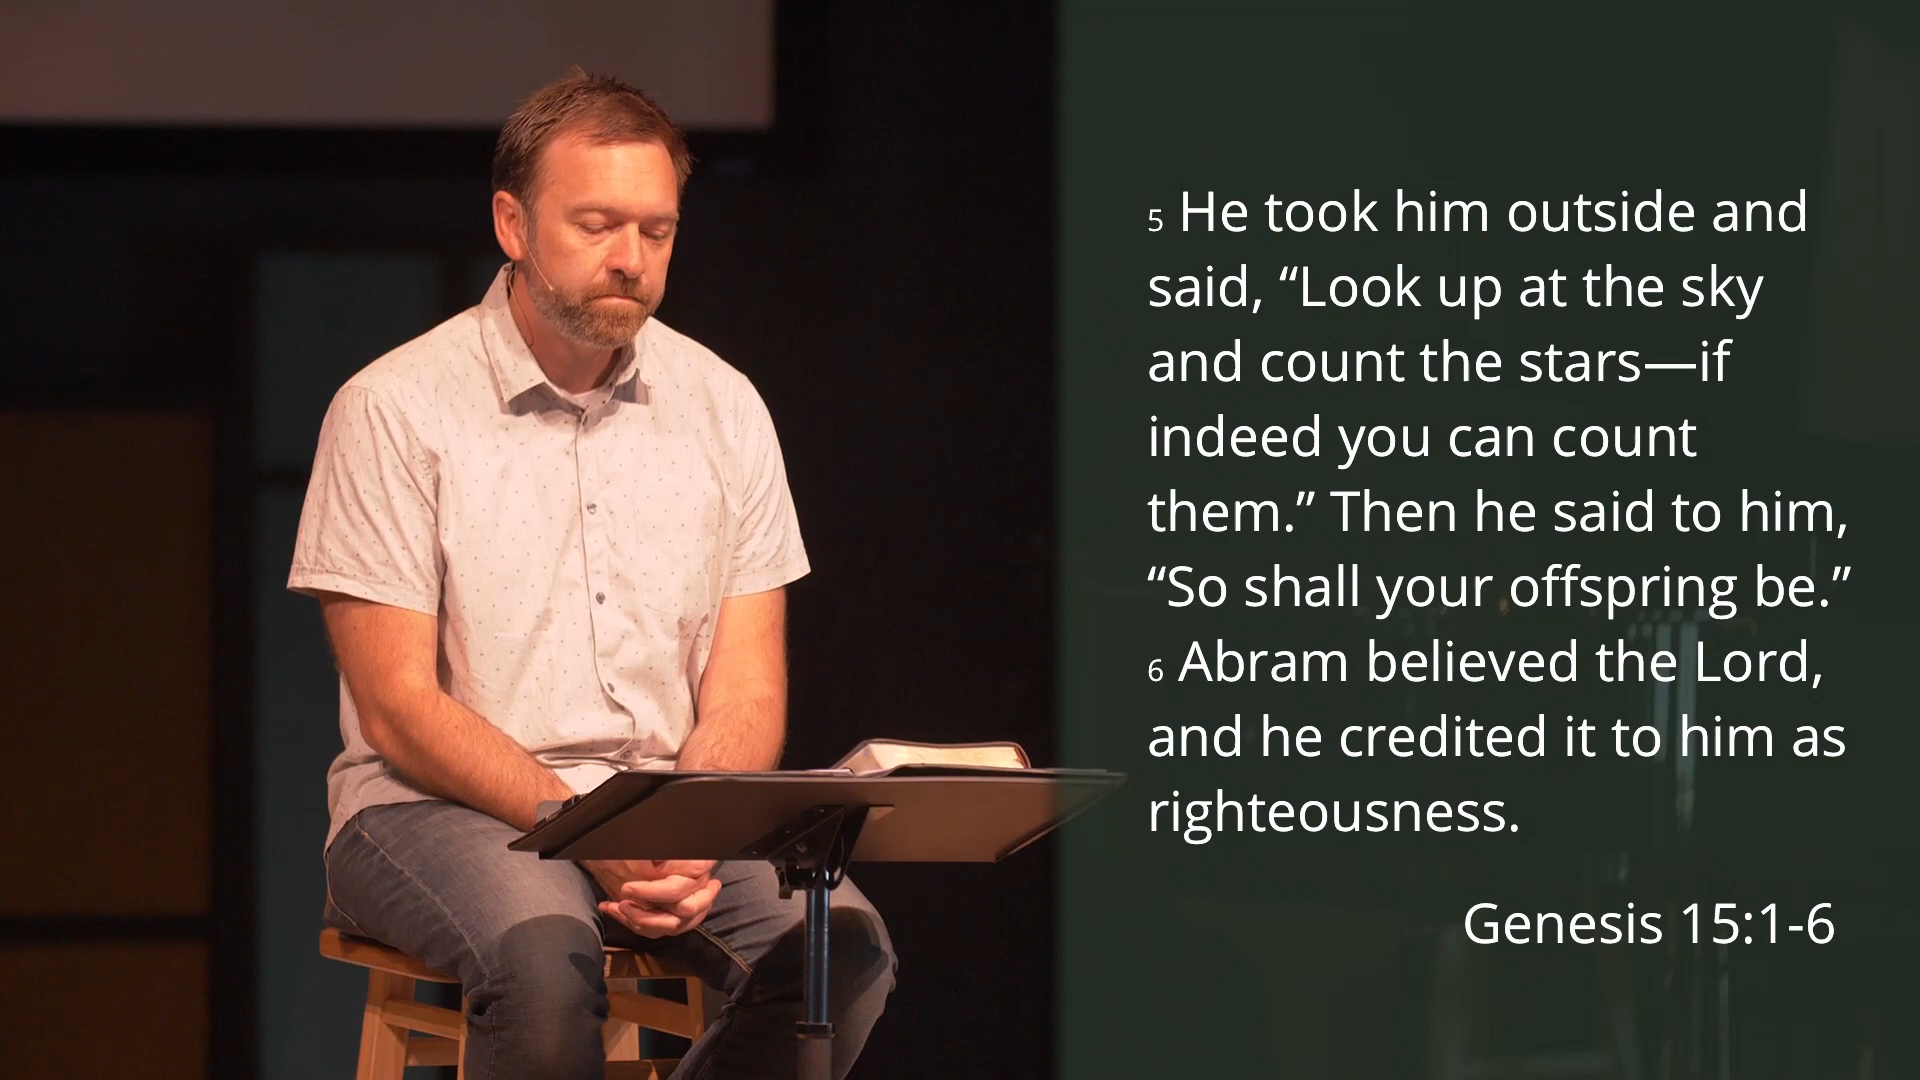 5 He took him outside and
said, “Look up at the sky
and count the stars—if
indeed you can count
them.” Then he said to him,
“So shall your offspring be.”
6 Abram believed the Lord,
and he credited it to him as
righteousness.
Genesis 15:1-6